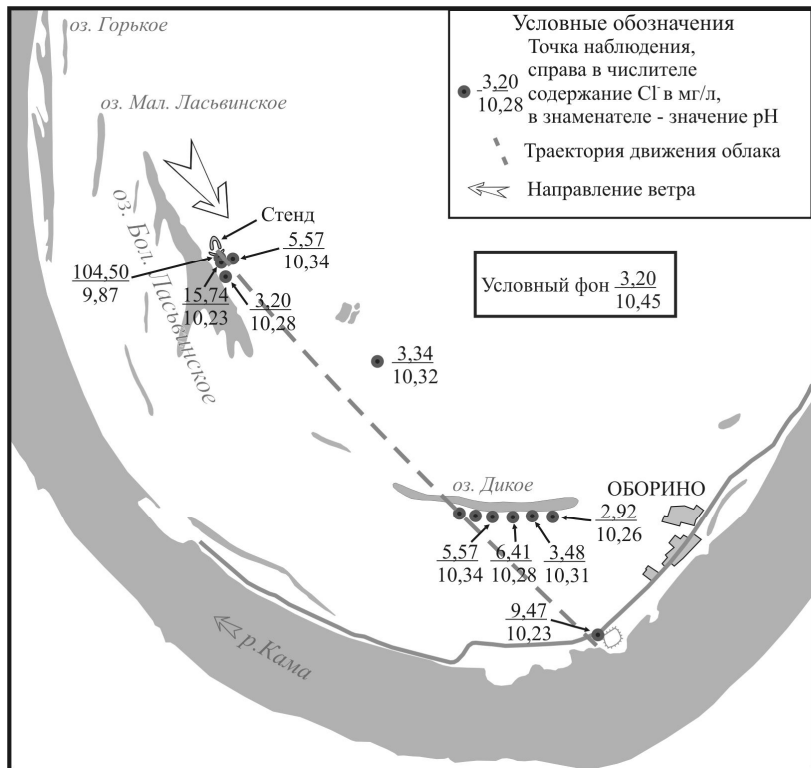 оз. Горькое
Условные обозначения
Точка наблюдения,
справа в числителе
содержание Cl⁻ в мг/л,
в знаменателе - значение pH
3,20
10,28
Траектория движения облака
Направление ветра
оз. Мал. Ласьвинское
оз. Бол. Ласьвинское
Стенд
5,57
10,34
104,50
9,87
15,74
10,23
3,20
10,28
Условный фон 3,20
10,45
3,34
10,32
оз. Дикое
ОБОРИНО
2,92
10,26
5,57
10,34
6,41
10,28
3,48
10,31
9,47
10,23
р.Кама